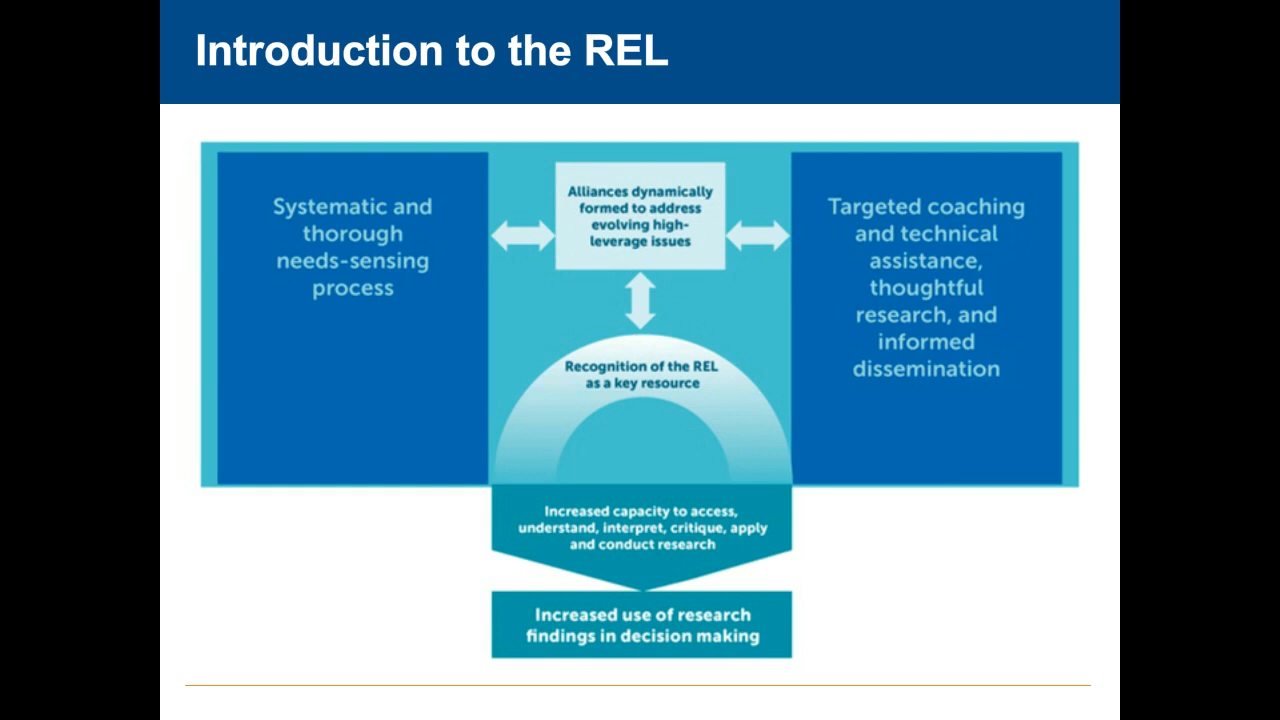 Introduction to the REL
Systematic and
thorough
needs-sensing
process
Alliances dynamically
formed to address
evolving high-
leverage issues
Targeted coaching
and technical
assistance,
thoughtful
research, and
informed
dissemination
Recognition of the REL
as a key resource
Increased capacity to access,
understand, interpret, critique, apply
and conduct research
Increased use of research
findings in decision making